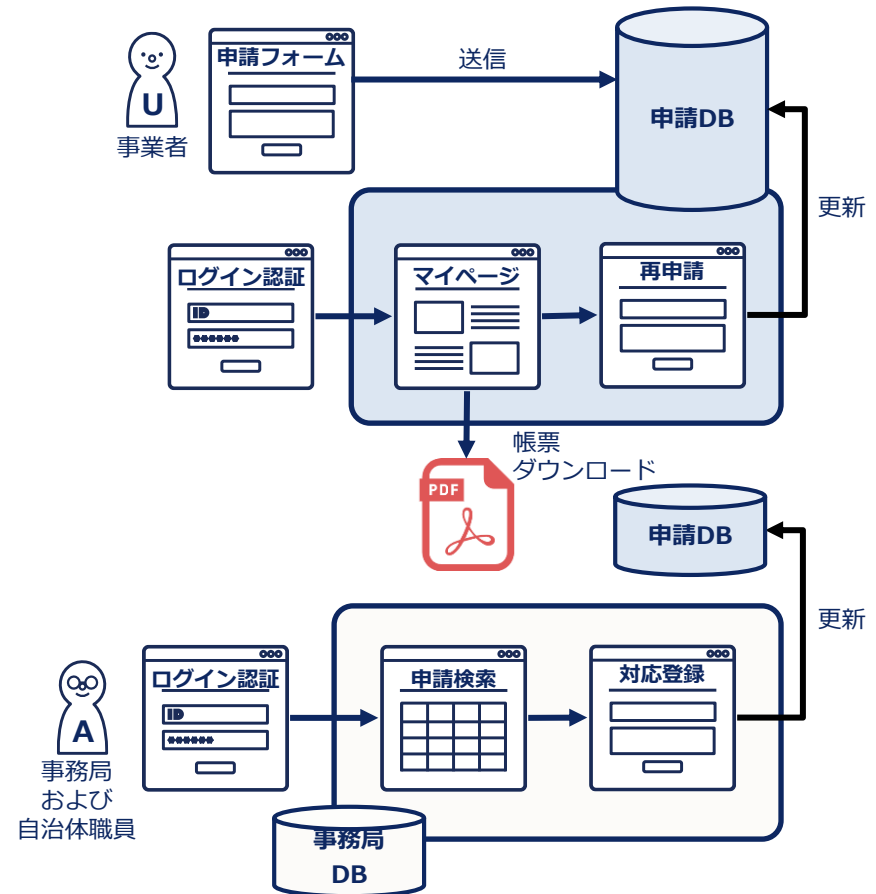 申請フォーム
送信
申請DB
U
事業者
更新
ログイン認証
ID
******
マイページ
再申請
帳票
ダウンロード
PDF
申請DB
更新
ログイン認証
ID
******
申請検索
対応登録
A
事務局
および
自治体職員
事務局
DB